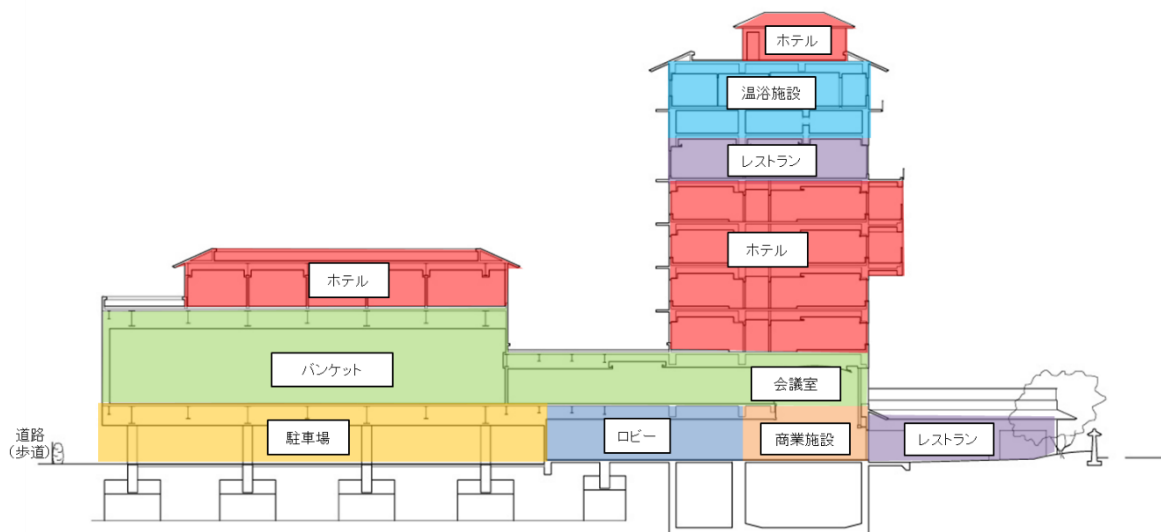 ホテル
温浴施設
レストラン
ホテル
ホテル
バンケット
会議室
道路
(歩道)
駐車場
ロビー
商業施設
レストラン